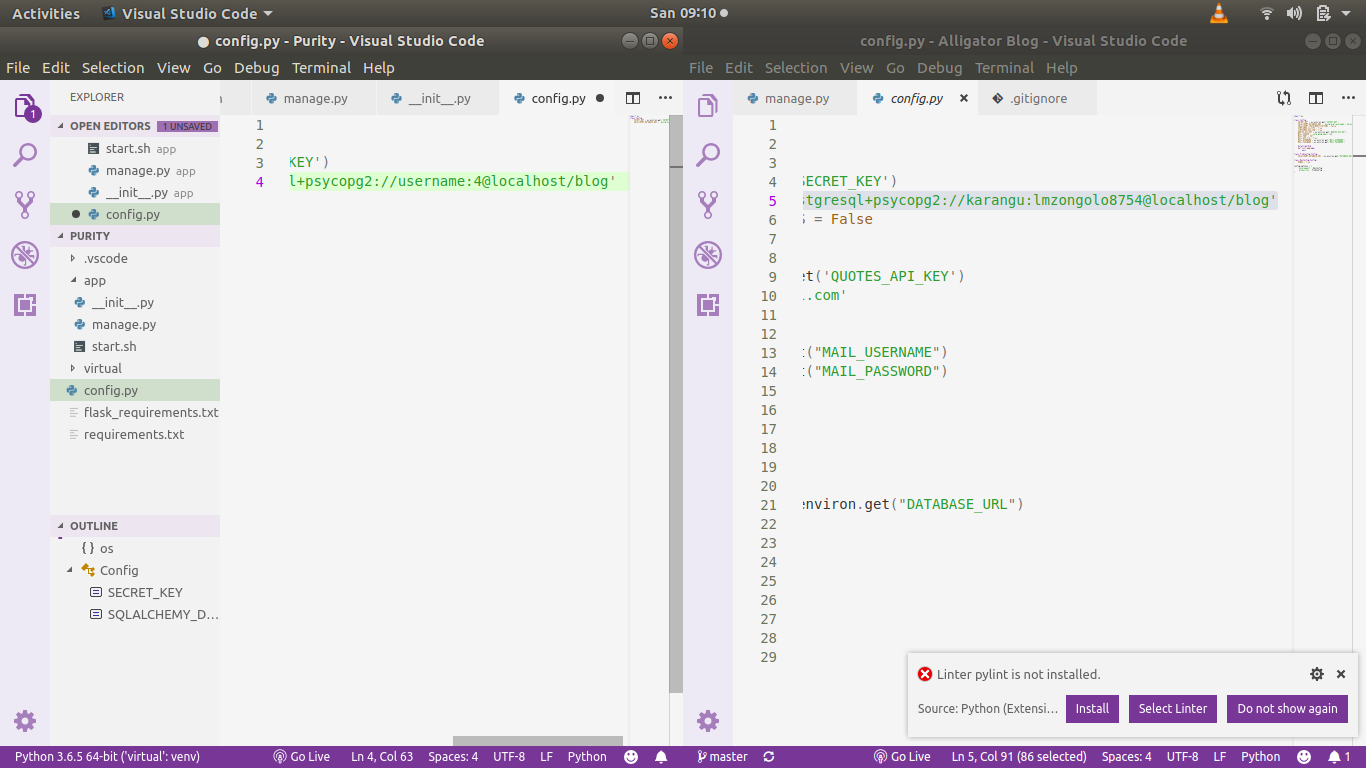 Activities Visual Studio Code San 09:10
config.py - Purity - Visual Studio Code
File Edit Selection View Go Debug Terminal Help
EXPLORER
manage.py __init__.py config.py
1
OPEN EDITORS 1 UNSAVED
start.sh app
manage.py app
__init__.py app
config.py
PURITY
.vscode
app
__init__.py
manage.py
start.sh
virtual
config.py
flask_requirements.txt
requirements.txt
OUTLINE
{ } os
Config
SECRET_KEY
SQLALCHEMY_D...
1
2
3 KEY')
4 l+psycopg2://username:4@localhost/blog'
Python 3.6.5 64-bit ('virtual': venv) Go Live Ln 4, Col 63 Spaces: 4 UTF-8 LF Python
config.py - Alligator Blog - Visual Studio Code
File Edit Selection View Go Debug Terminal Help
manage.py config.py .gitignore
1
2
3
4 SECRET_KEY')
5 stgresql+psycopg2://karangu:lmzongolo8754@localhost/blog'
6 S = False
7
8
9 et('QUOTES_API_KEY')
10 l.com'
11
12
13 t("MAIL_USERNAME")
14 t("MAIL_PASSWORD")
15
16
17
18
19
20
21 environ.get("DATABASE_URL")
22
23
24
25
26
27
28
29
Linter pylint is not installed.
Source: Python (Extensi... Install Select Linter Do not show again
master Go Live Ln 5, Col 91 (86 selected) Spaces: 4 UTF-8 LF Python 1